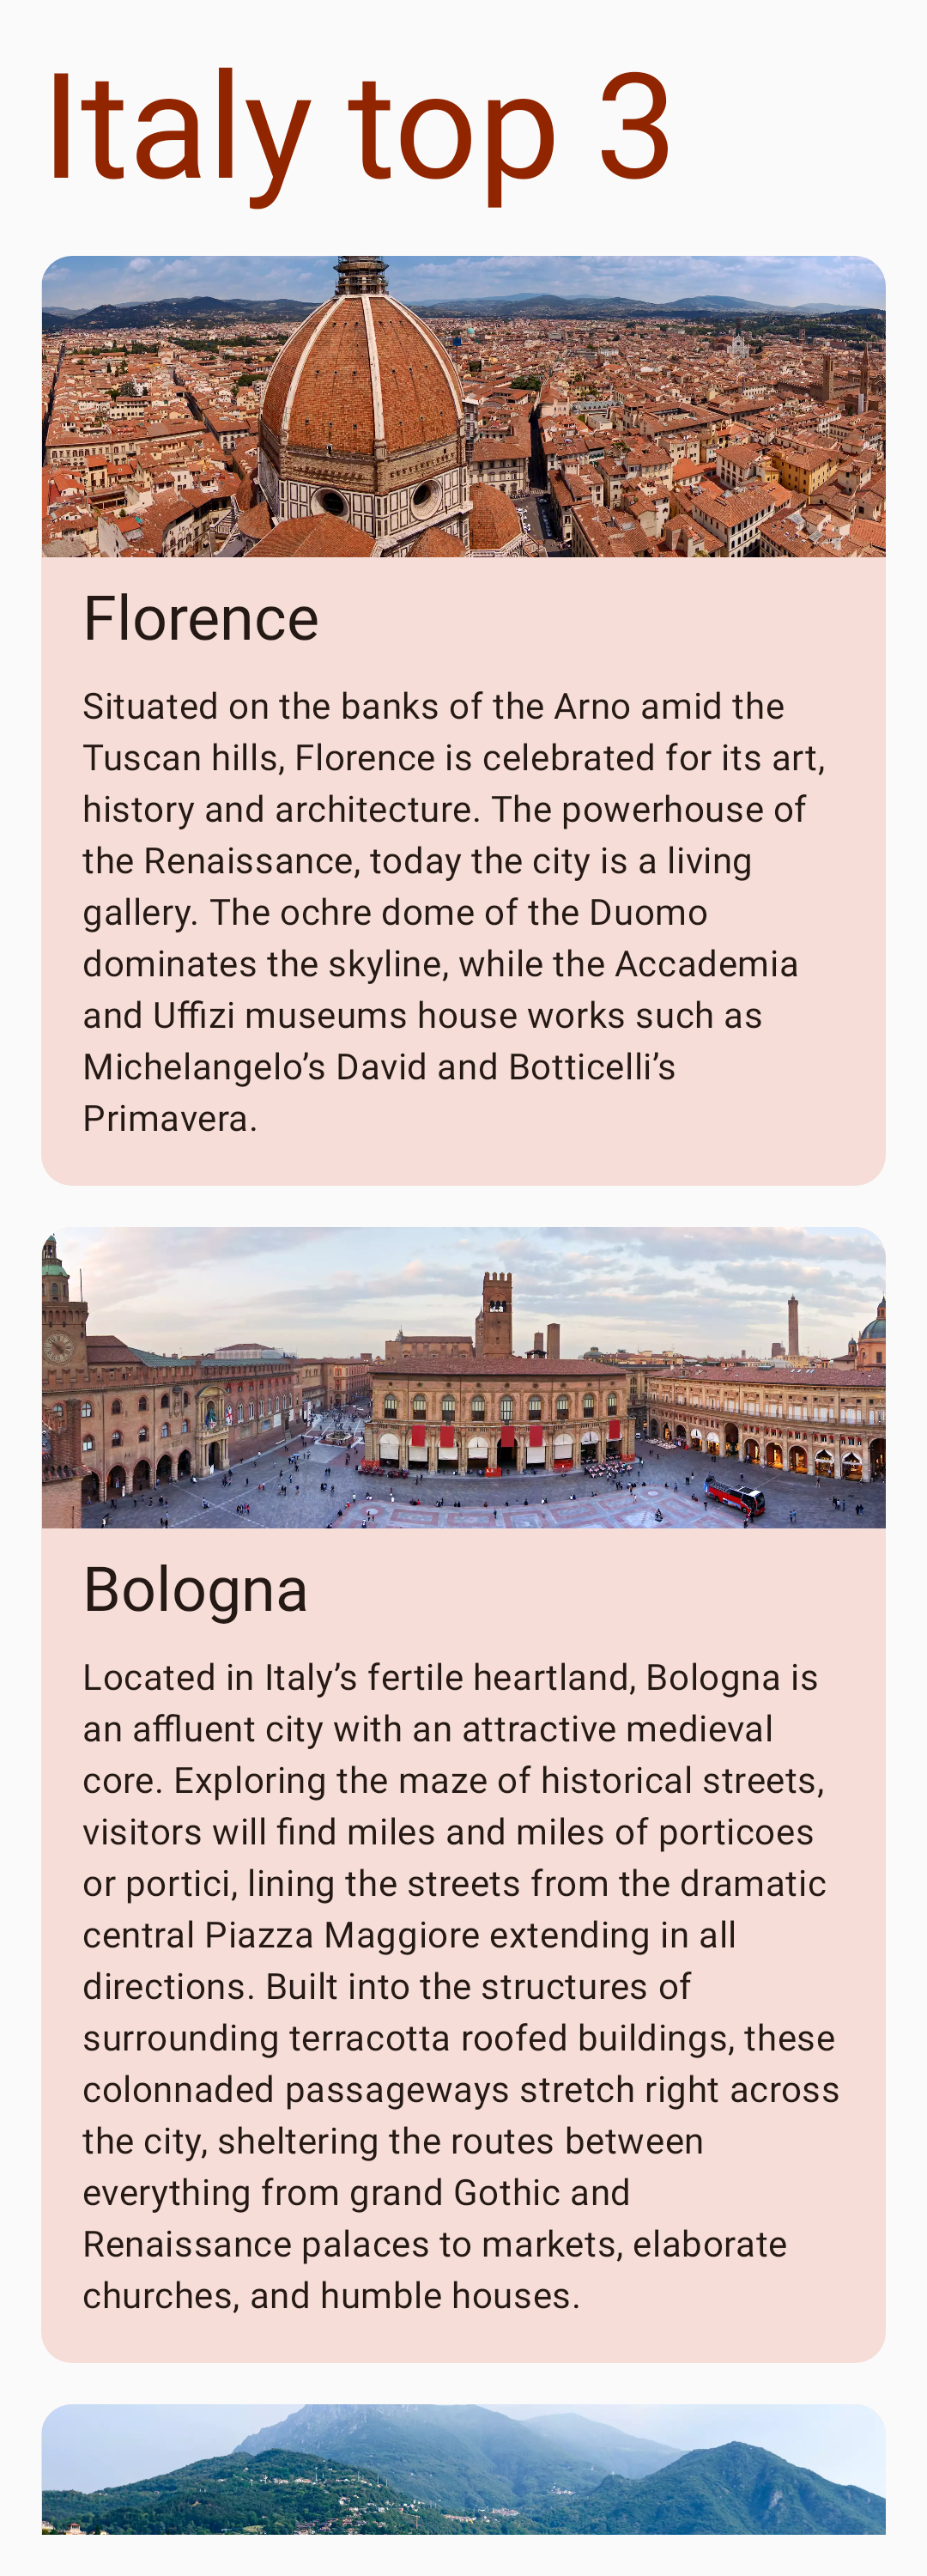 Italy top 3
Florence
Situated on the banks of the Arno amid the
Tuscan hills, Florence is celebrated for its art,
history and architecture. The powerhouse of
the Renaissance, today the city is a living
gallery. The ochre dome of the Duomo
dominates the skyline, while the Accademia
and Uffizi museums house works such as
Michelangelo’s David and Botticelli’s
Primavera.
Bologna
Located in Italy’s fertile heartland, Bologna is
an affluent city with an attractive medieval
core. Exploring the maze of historical streets,
visitors will find miles and miles of porticoes
or portici, lining the streets from the dramatic
central Piazza Maggiore extending in all
directions. Built into the structures of
surrounding terracotta roofed buildings, these
colonnaded passageways stretch right across
the city, sheltering the routes between
everything from grand Gothic and
Renaissance palaces to markets, elaborate
churches, and humble houses.